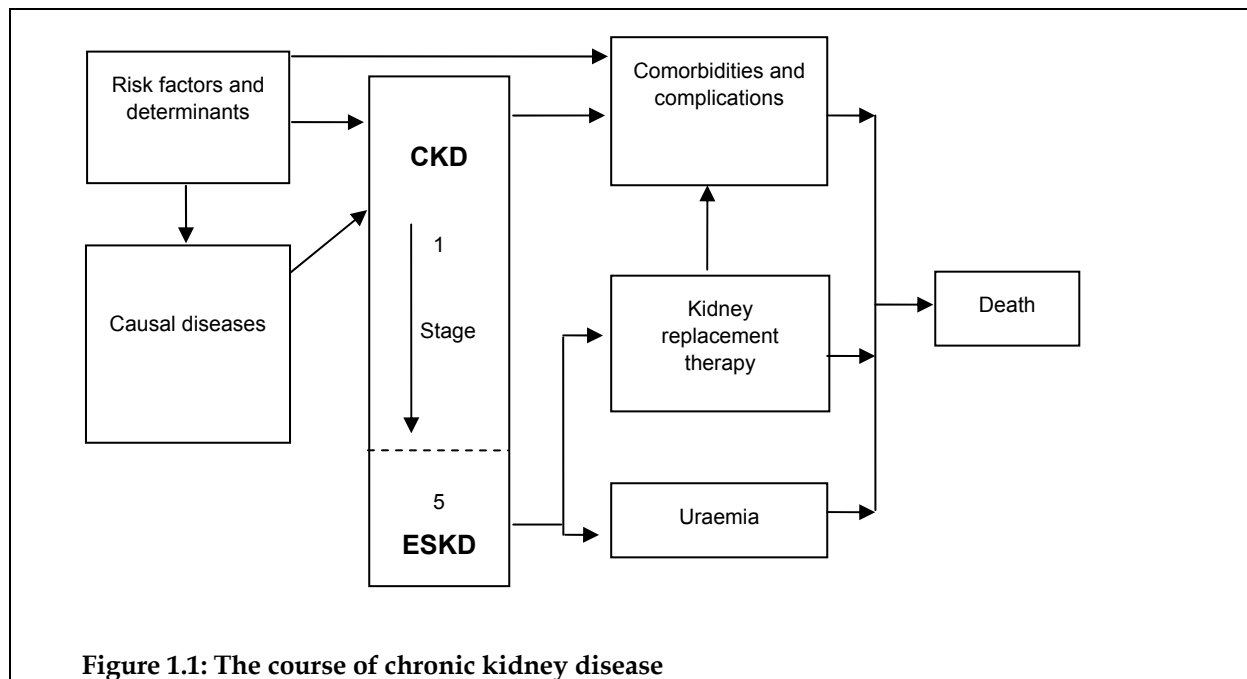 Risk factors and
determinants
Causal diseases
CKD
1
Stage
5
ESKD
Comorbidities and
complications
Kidney
replacement
therapy
Uraemia
Death
Figure 1.1: The course of chronic kidney disease